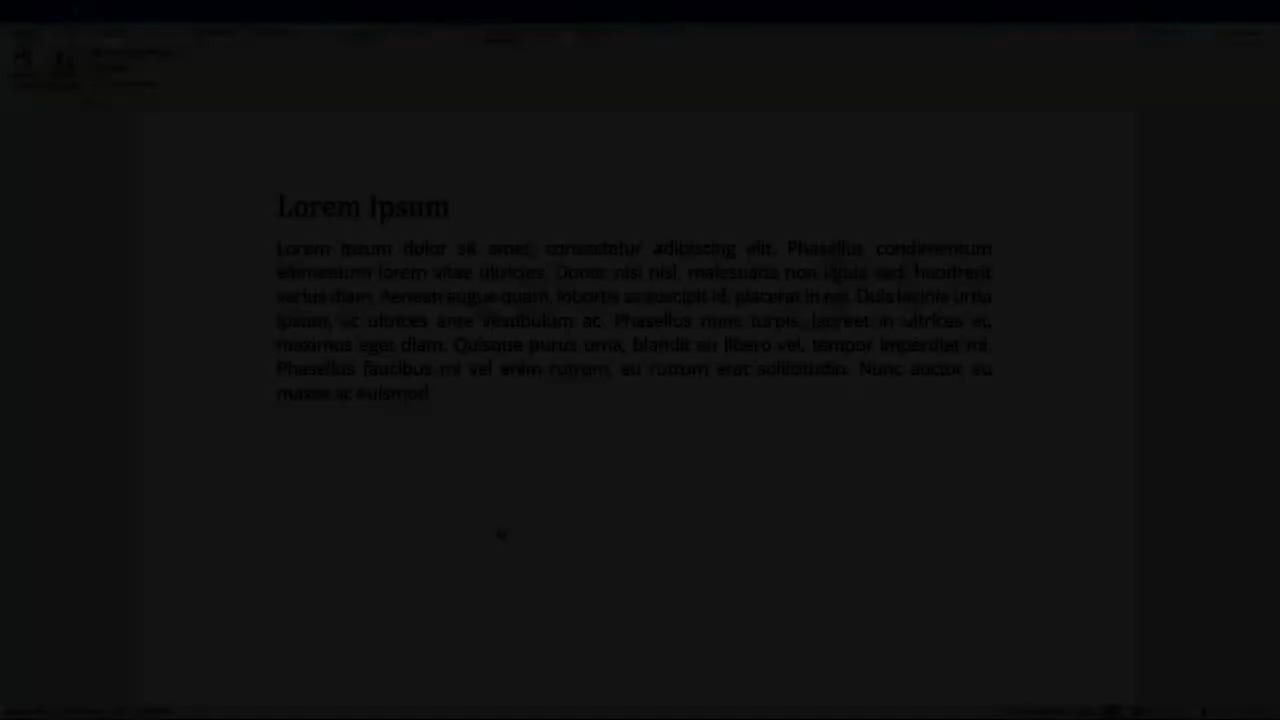 Lorem Ipsum
Lorem ipsum dolor sit amet, consectetur adipiscing elit. Phasellus condimentum
elementum lorem vitae ultricies. Donec nisi nisl, malesuada non ligula sed, hendrerit
varius diam. Aenean augue quam, lobortis a suscipit id, placerat in est. Duis lacinia urna
ipsum, ac ultrices ante vestibulum ac. Phasellus nunc turpis, laoreet in ultrices et,
maximus eget diam. Quisque purus urna, blandit eu libero vel, tempor imperdiet mi.
Phasellus faucibus mi vel enim rutrum, eu rutrum erat sollicitudin. Nunc auctor eu
massa ac euismod.